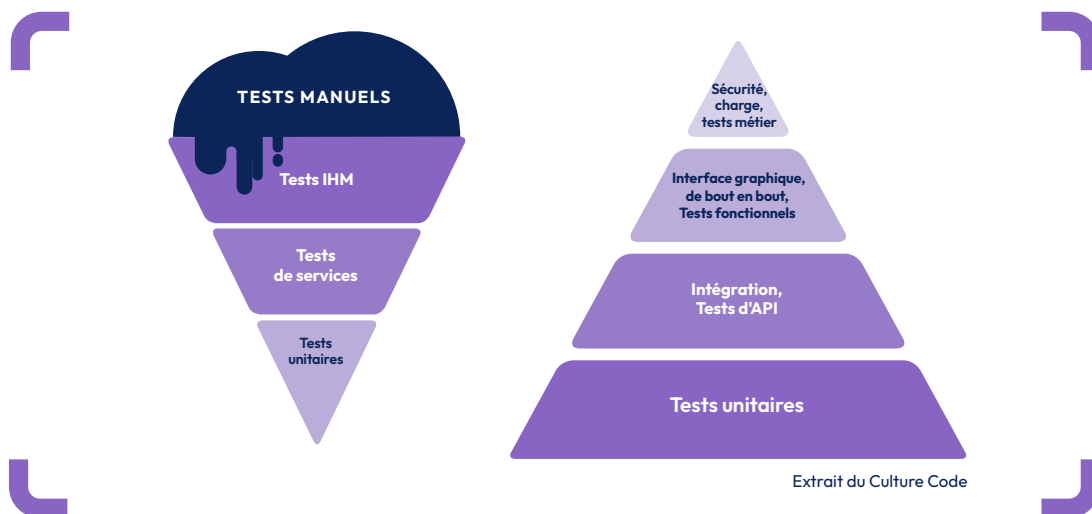 TESTS MANUELS
Tests IHM
Tests
de services
Tests
unitaires
Sécurité,
charge,
tests métier
Interface graphique,
de bout en bout,
Tests fonctionnels
Intégration,
Tests d'API
Tests unitaires
Extrait du Culture Code